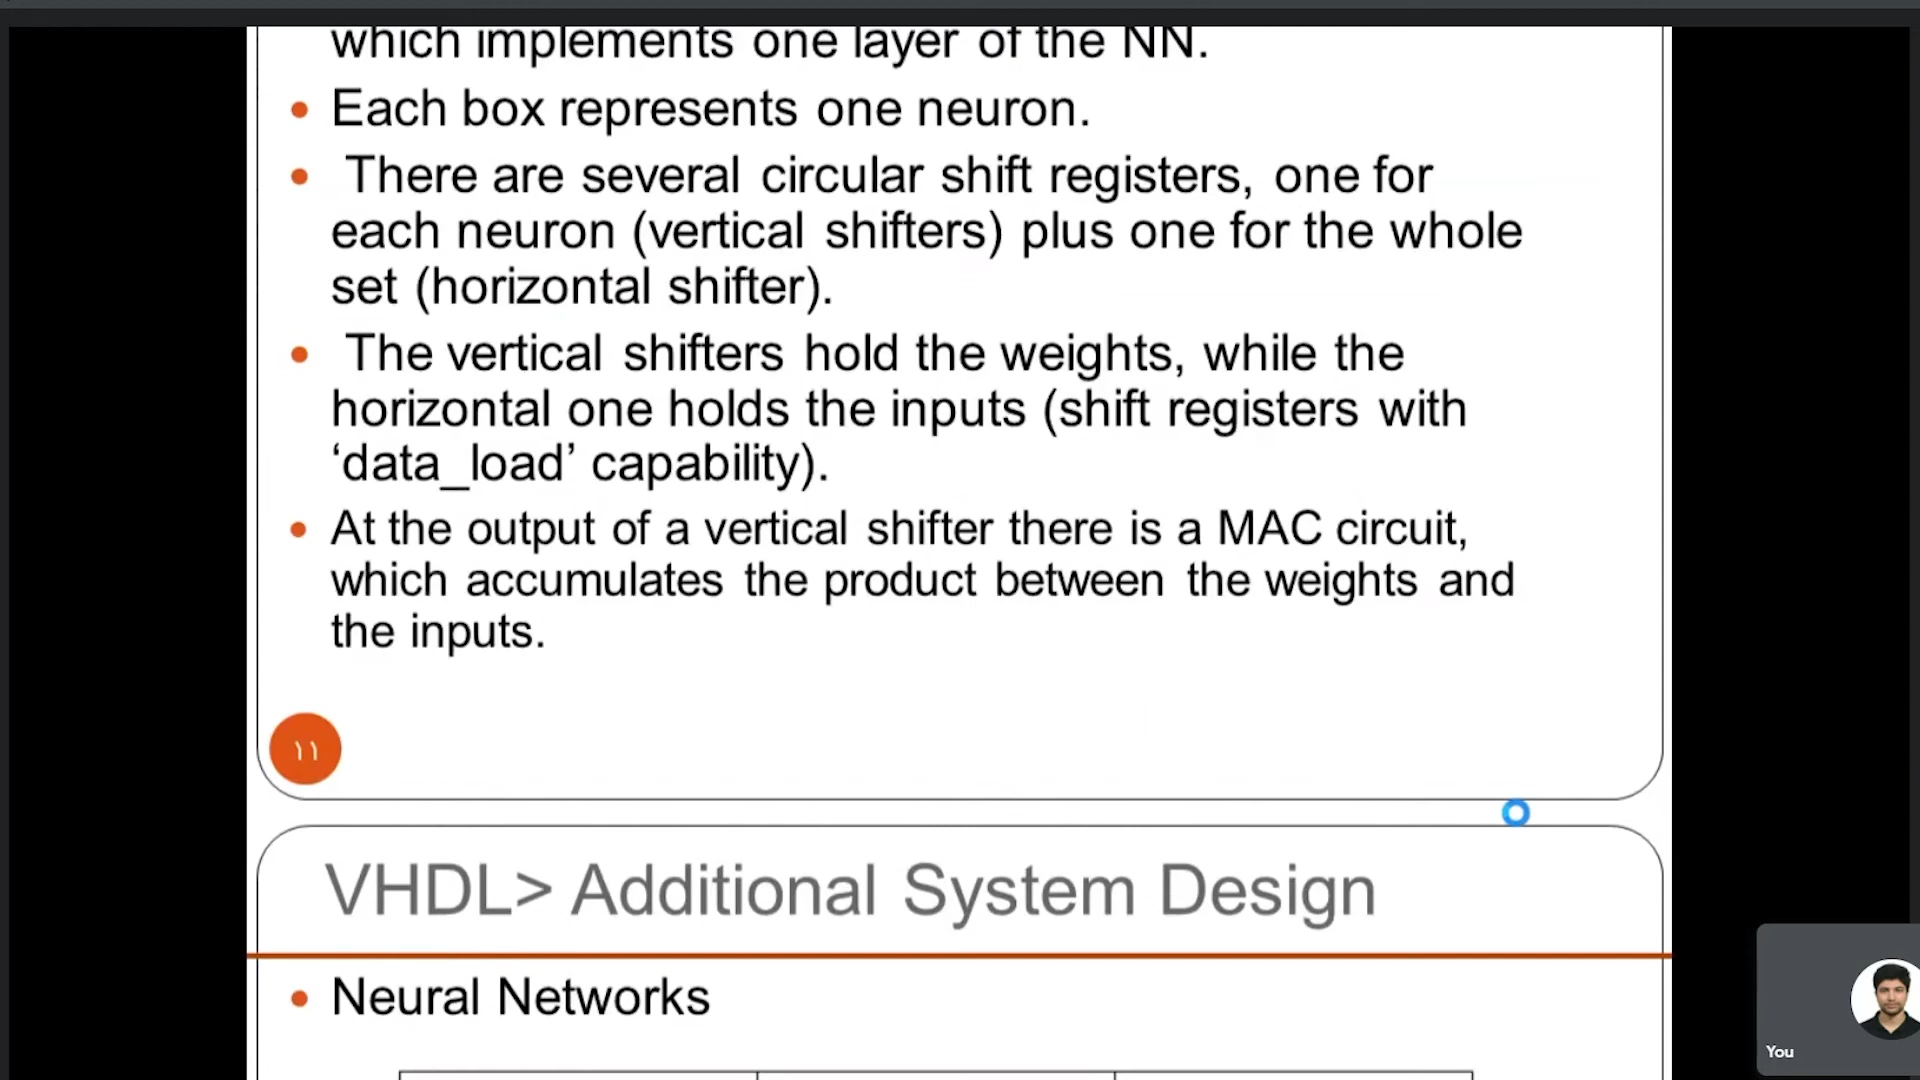 which implements one layer of the NN.
• Each box represents one neuron.
• There are several circular shift registers, one for
each neuron (vertical shifters) plus one for the whole
set (horizontal shifter).
• The vertical shifters hold the weights, while the
horizontal one holds the inputs (shift registers with
‘data_load’ capability).
• At the output of a vertical shifter there is a MAC circuit,
which accumulates the product between the weights and
the inputs.
١١
VHDL> Additional System Design
• Neural Networks
You